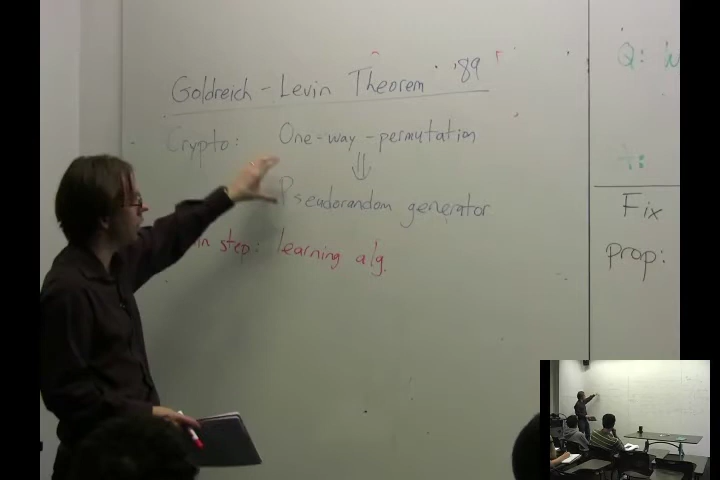 Goldreich - Levin Theorem '89
Crypto: One-way-permutation
⇓
Pseudorandom generator
step: learning alg.
Q:
Fix
prop: